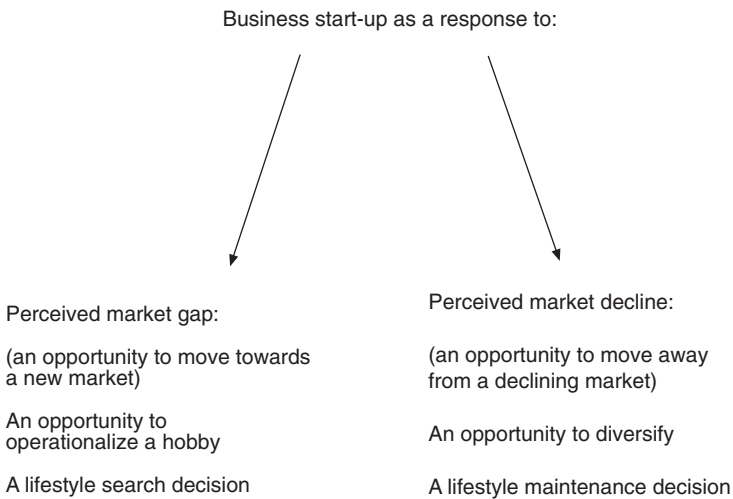 Business start-up as a response to:
Perceived market gap:
(an opportunity to move towards
a new market)
An opportunity to
operationalize a hobby
A lifestyle search decision
Perceived market decline:
(an opportunity to move away
from a declining market)
An opportunity to diversify
A lifestyle maintenance decision